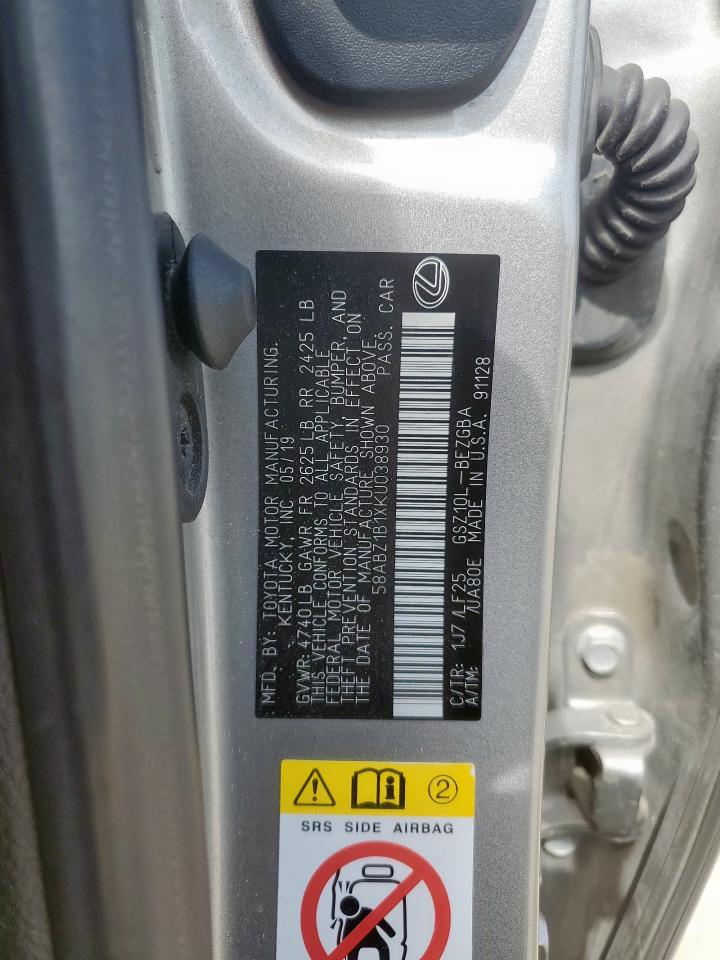 MFD. BY: TOYOTA MOTOR MANUFACTURING,
KENTUCKY, INC 05/19
GVWR: 4740LB GAWR FR 2625LB RR 2425 LB
THIS VEHICLE CONFORMS TO ALL APPLICABLE
FEDERAL MOTOR VEHICLE SAFETY, BUMPER, AND
THEFT PREVENTION STANDARDS IN EFFECT ON
THE DATE OF MANUFACTURE SHOWN ABOVE.
58ABZ1B1XKU038930 PASS. CAR
C/TR: 1J7 /LF25 GSZ10L -BEZGBA
A/TM: /UA80E MADE IN U.S.A. 91128
2
SRS SIDE AIRBAG